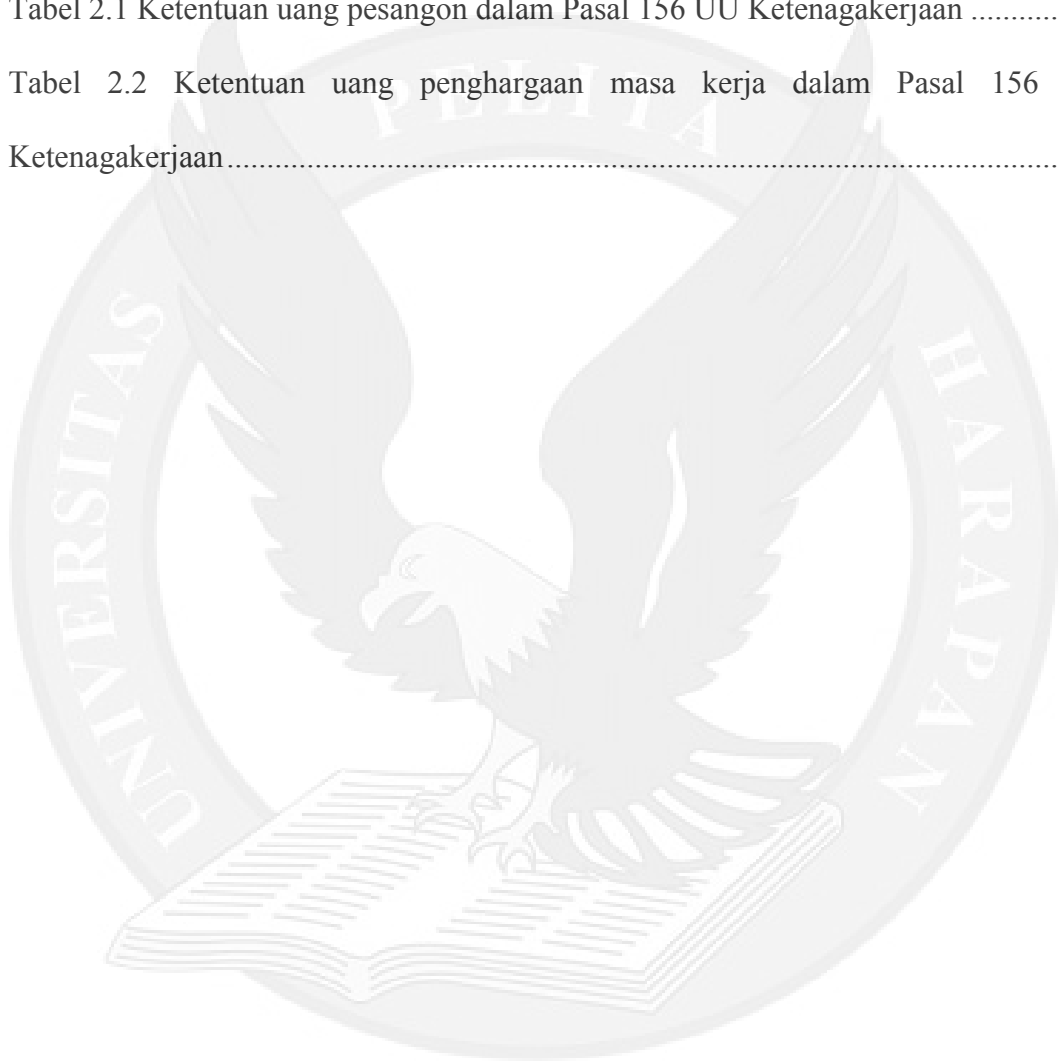 Tabel 2.1 Ketentuan uang pesangon dalam Pasal 156 UU Ketenagakerjaan ...........
Tabel 2.2 Ketentuan uang penghargaan masa kerja dalam Pasal 156
Ketenagakerjaan........................................................................................................
UNIVERSITAS PELITA HARAPAN